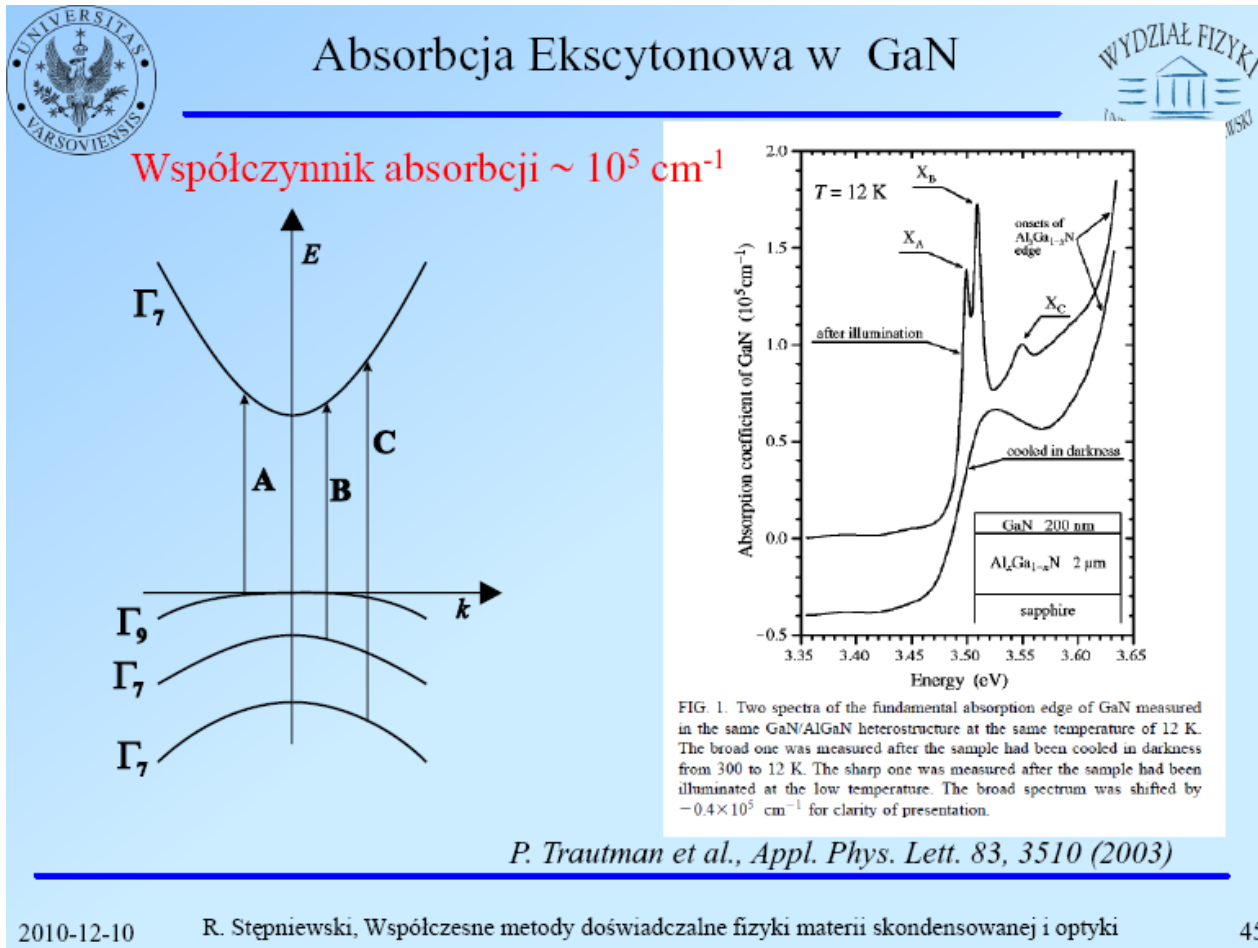 UNIVERSITAS
VARSOVIENSIS
Absorbcja Ekscytonowa w GaN
WYDZIAŁ FIZYKI
Współczynnik absorbcji ~ 10⁵ cm⁻¹
E
Γ₇
A
B
C
k
Γ₉
Γ₇
Γ₇
Absorption coefficient of GaN (10⁵cm⁻¹)
2.0
1.5
1.0
0.5
0.0
−0.5
T = 12 K
X_B
X_A
onsets of
Al_xGa_{1−x}N
edge
X_C
after illumination
cooled in darkness
GaN 200 nm
Al_xGa_{1−x}N 2 μm
sapphire
3.35 3.40 3.45 3.50 3.55 3.60 3.65
Energy (eV)
FIG. 1. Two spectra of the fundamental absorption edge of GaN measured
in the same GaN/AlGaN heterostructure at the same temperature of 12 K.
The broad one was measured after the sample had been cooled in darkness
from 300 to 12 K. The sharp one was measured after the sample had been
illuminated at the low temperature. The broad spectrum was shifted by
−0.4×10⁵ cm⁻¹ for clarity of presentation.
P. Trautman et al., Appl. Phys. Lett. 83, 3510 (2003)
2010-12-10
R. Stępniewski, Współczesne metody doświadczalne fizyki materii skondensowanej i optyki